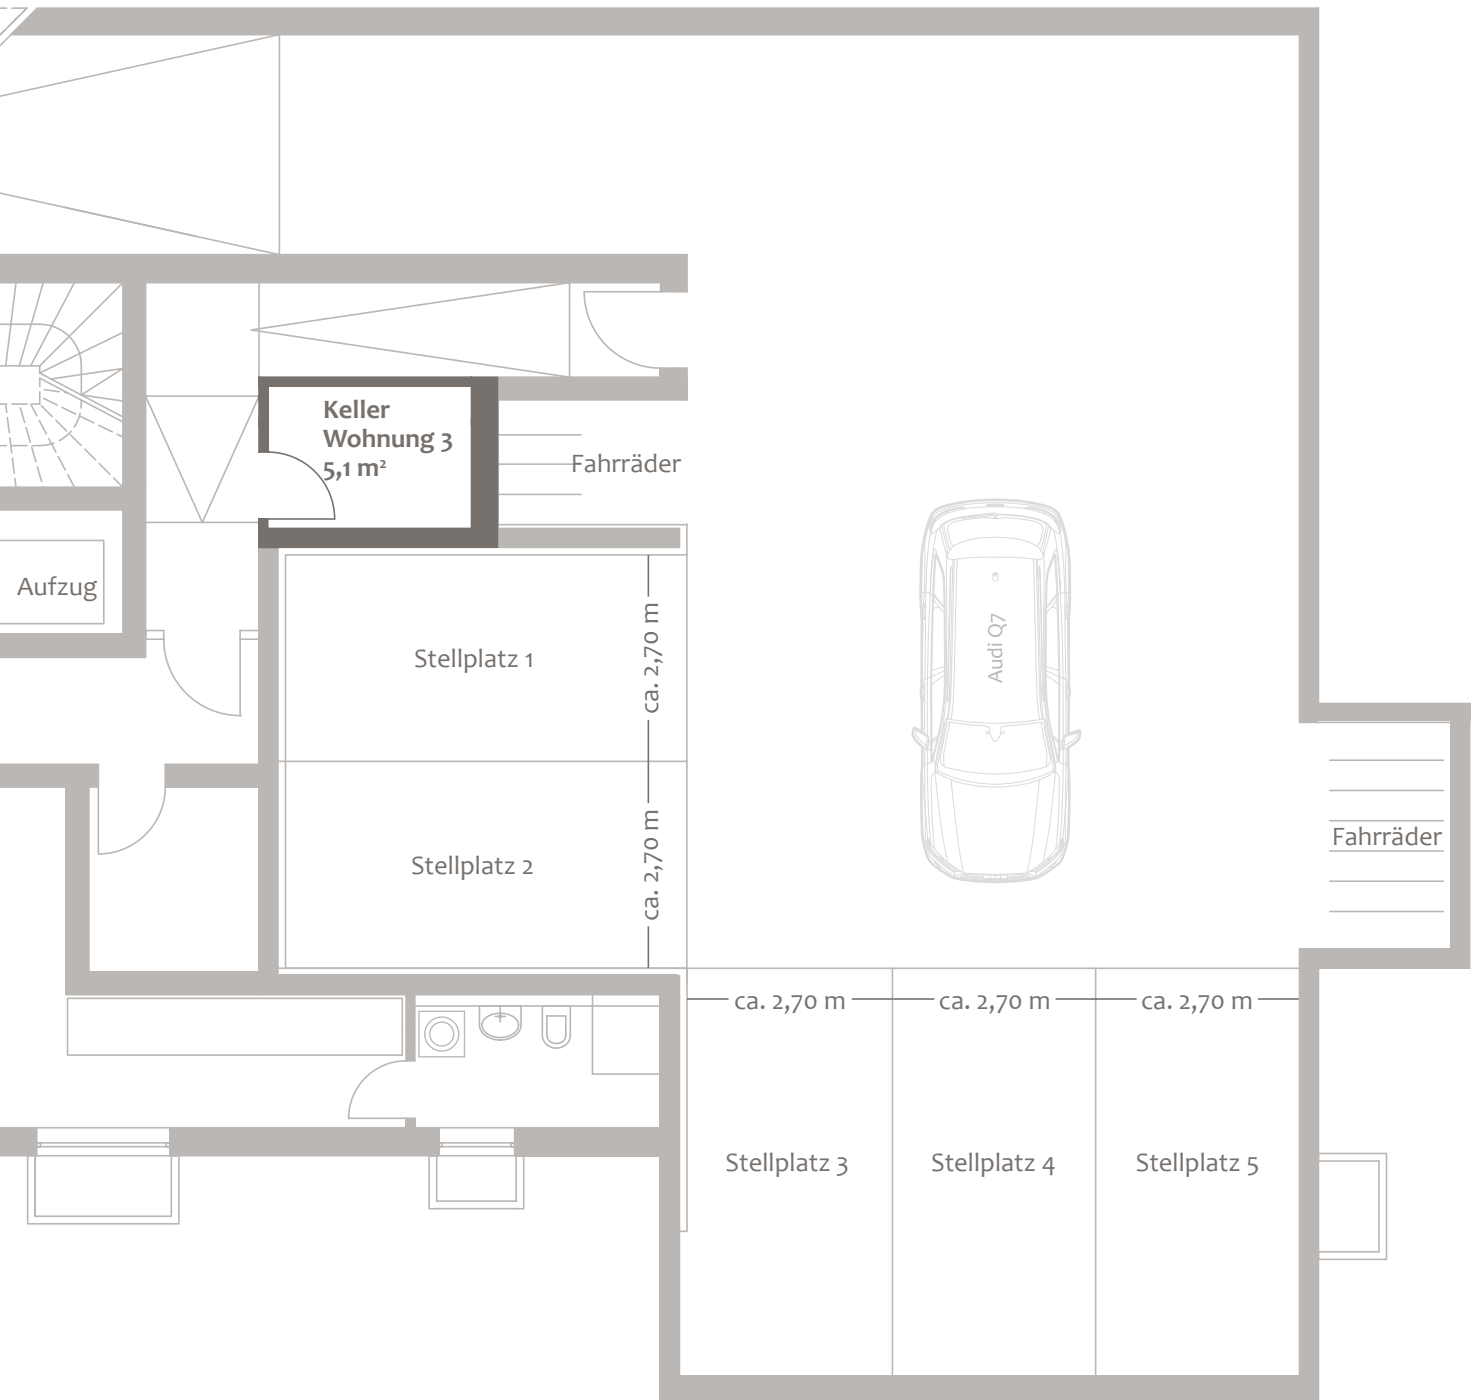 Keller
Wohnung 3
5,1 m²
Fahrräder
Aufzug
Stellplatz 1
ca. 2,70 m
Audi Q7
Stellplatz 2
ca. 2,70 m
Fahrräder
ca. 2,70 m
ca. 2,70 m
ca. 2,70 m
Stellplatz 3
Stellplatz 4
Stellplatz 5